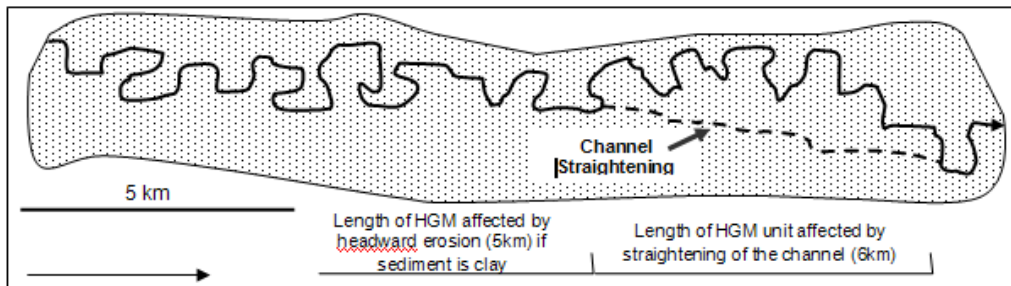 Channel
Straightening
5 km
Length of HGM affected by
headward erosion (5km) if
sediment is clay
Length of HGM unit affected by
straightening of the channel (6km)